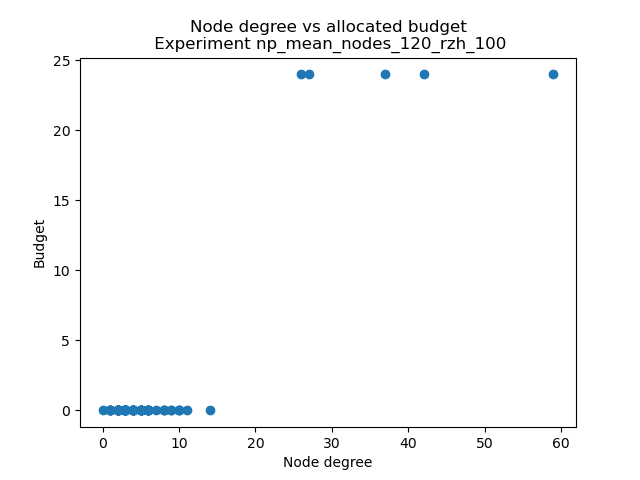 Node degree vs allocated budget
Experiment np_mean_nodes_120_rzh_100
25
20
15
10
5
0
Budget
0 10 20 30 40 50 60
Node degree